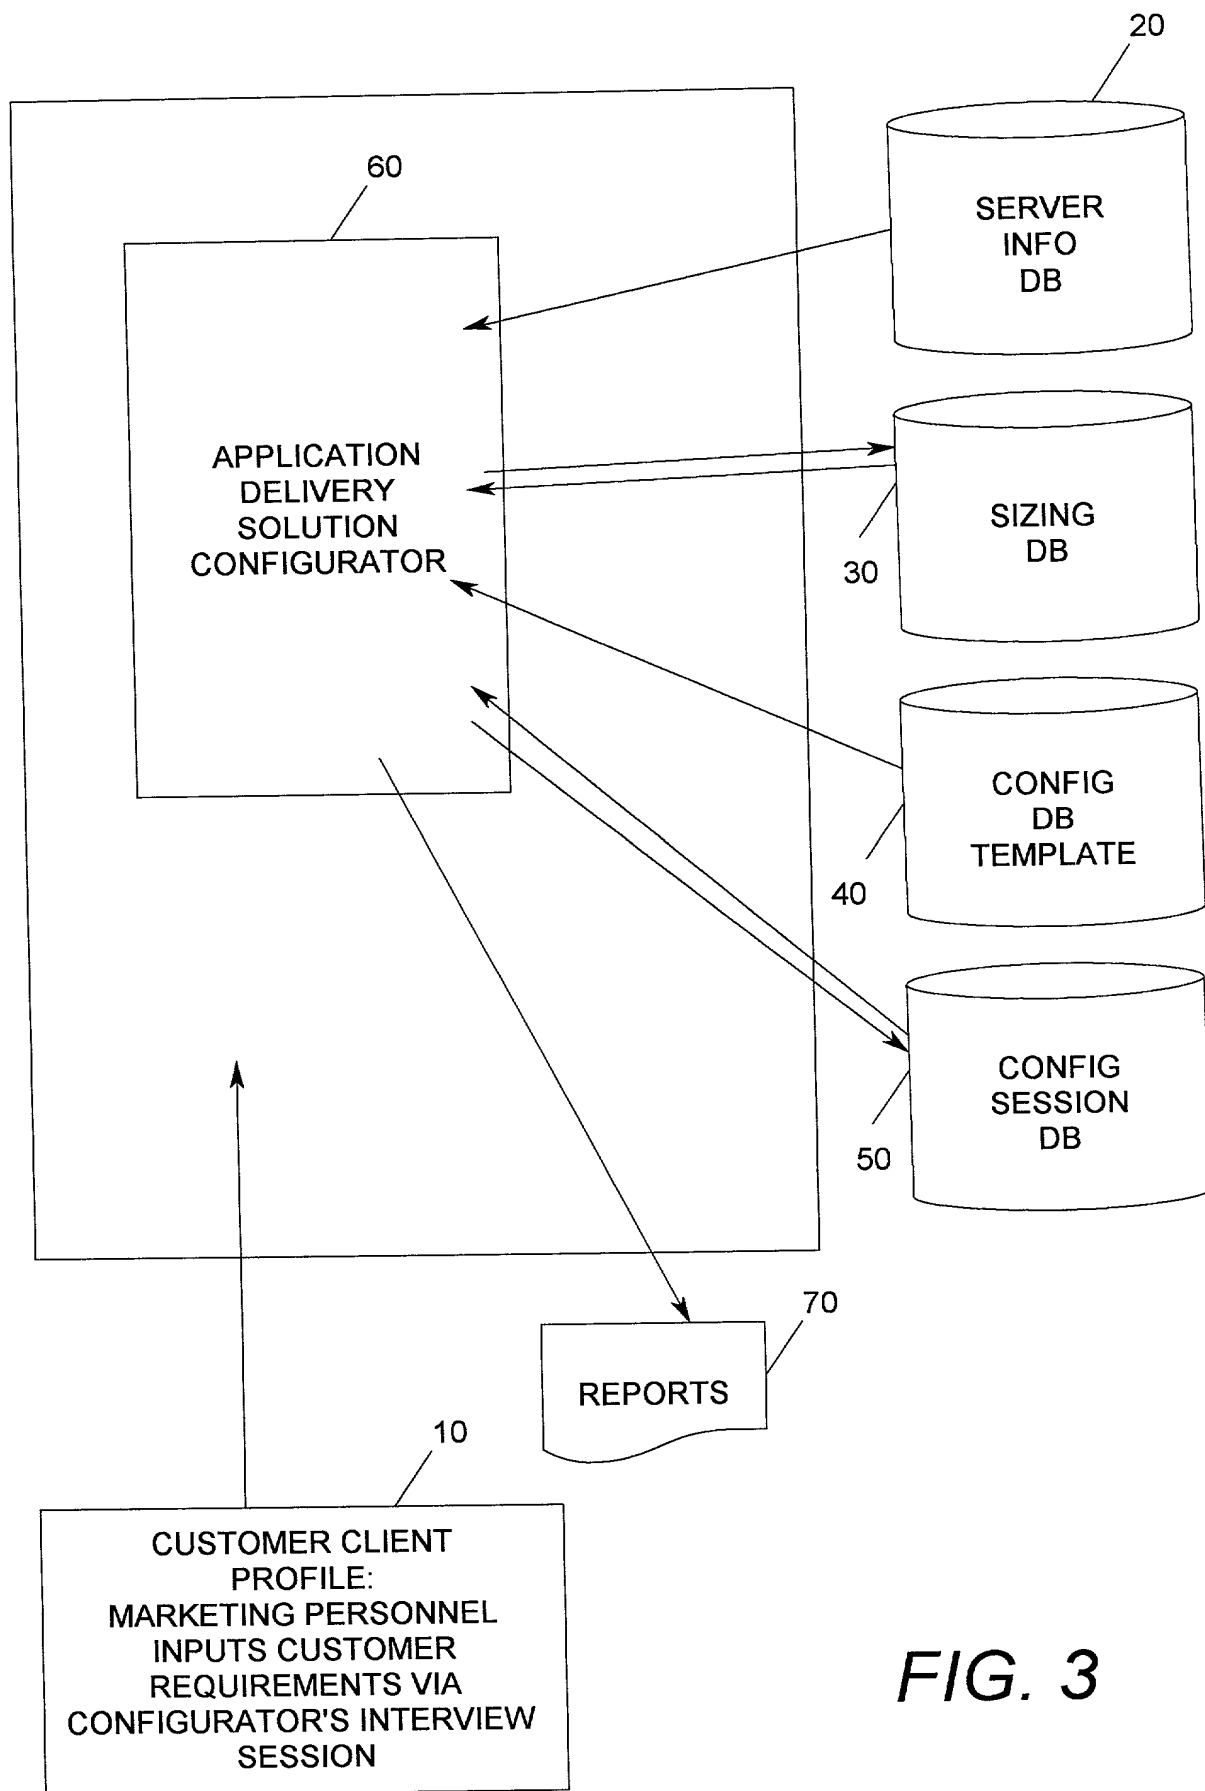 20
60
SERVER
INFO
DB
APPLICATION
DELIVERY
SOLUTION
CONFIGURATOR
30
SIZING
DB
40
CONFIG
DB
TEMPLATE
50
CONFIG
SESSION
DB
70
REPORTS
10
CUSTOMER CLIENT
PROFILE:
MARKETING PERSONNEL
INPUTS CUSTOMER
REQUIREMENTS VIA
CONFIGURATOR'S INTERVIEW
SESSION
FIG. 3